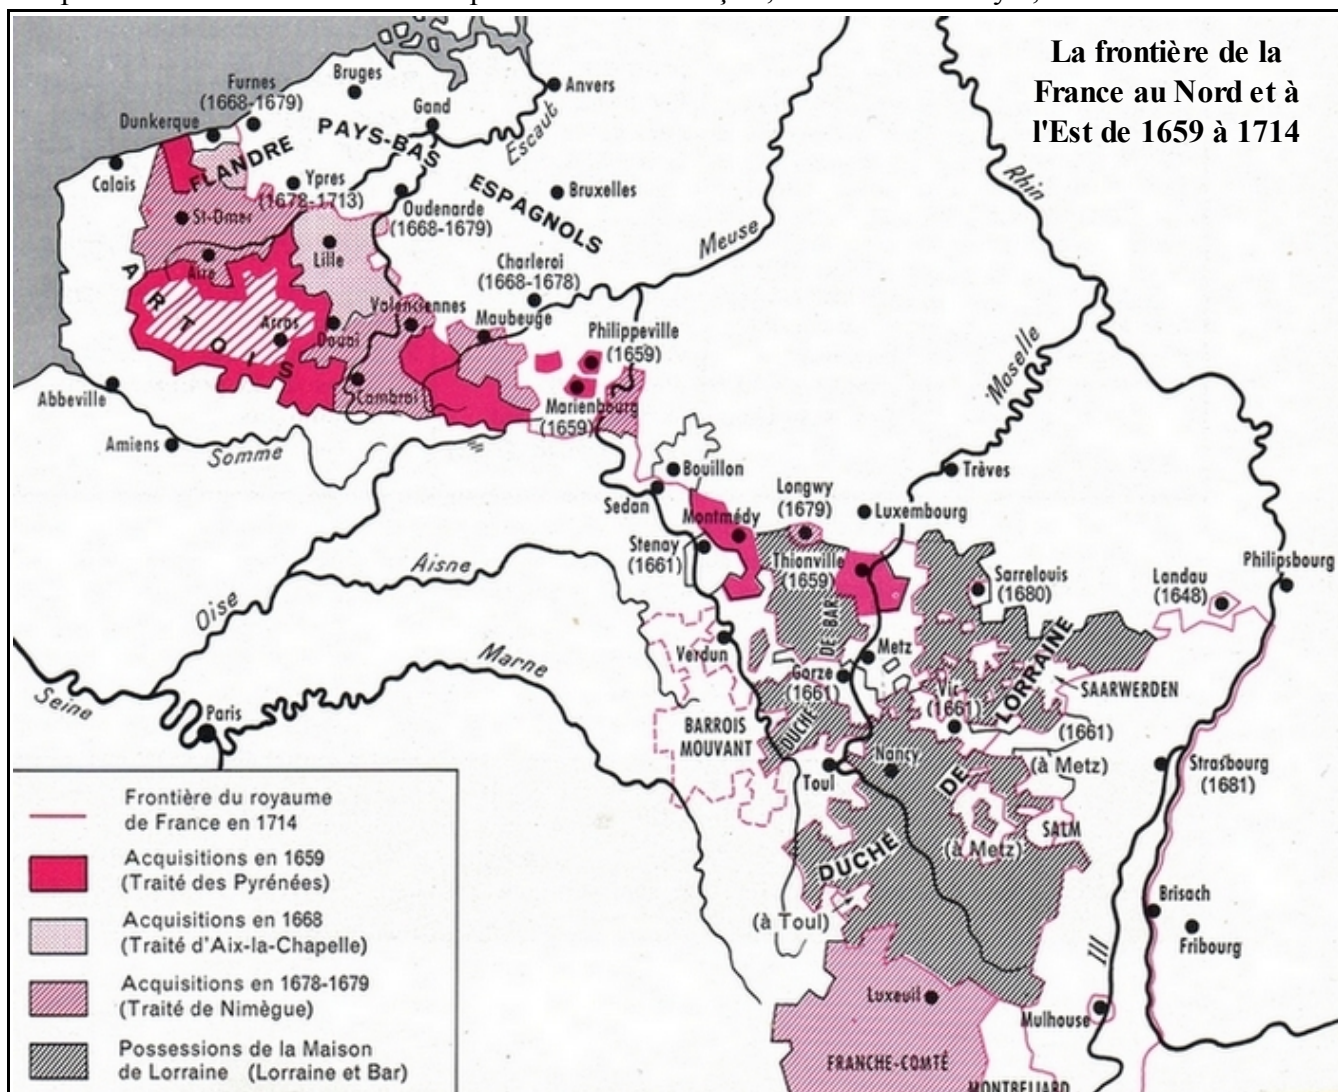 La frontière de la
France au Nord et à
l'Est de 1659 à 1714
Bruges
Anvers
Furnes
(1668-1679)
Gand
Dunkerque
Escaut
FLANDRE
PAYS-BAS
ESPAGNOLS
Calais
Ypres
(1678-1713)
Bruxelles
Rhin
St-Omer
Oudenarde
(1668-1679)
Meuse
Aire
Lille
Charleroi
(1668-1678)
ARTOIS
Arras
Valenciennes
Douai
Maubeuge
Philippeville
(1659)
Moselle
Abbeville
Cambrai
Marienbourg
(1659)
Amiens
Somme
Bouillon
Trèves
Sedan
Longwy
(1679)
Montmédy
Luxembourg
Stenay
(1661)
Aisne
Thionville
(1659)
Sarrelouis
(1680)
Landau
(1648)
Philipsbourg
Oise
DE BAR
Verdun
Metz
Marne
Gorze
(1661)
Vic
(1661)
LORRAINE
SAARWERDEN
Seine
Paris
BARROIS
MOUVANT
DUCHÉ
(1661)
Nancy
(à Metz)
Toul
DE
Strasbourg
(1681)
SALM
(à Metz)
DUCHÉ
(à Toul)
Brisach
Fribourg
Ill
Luxeuil
Mulhouse
FRANCHE-COMTÉ
MONTBELIARD
Frontière du royaume
de France en 1714
Acquisitions en 1659
(Traité des Pyrénées)
Acquisitions en 1668
(Traité d'Aix-la-Chapelle)
Acquisitions en 1678-1679
(Traité de Nimègue)
Possessions de la Maison
de Lorraine (Lorraine et Bar)